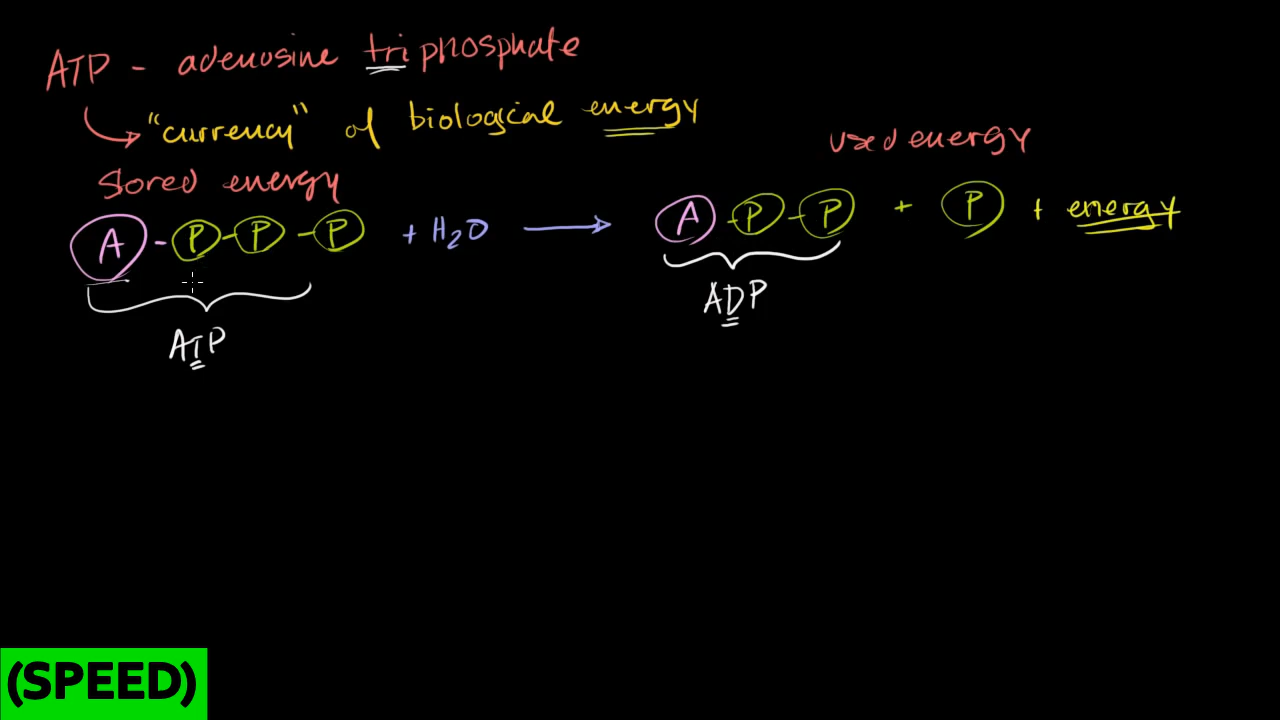 ATP - adenosine triphosphate
"currency" of biological energy
used energy
stored energy
A - P - P - P + H₂O → A - P - P + P + energy
ADP
ATP
(SPEED)